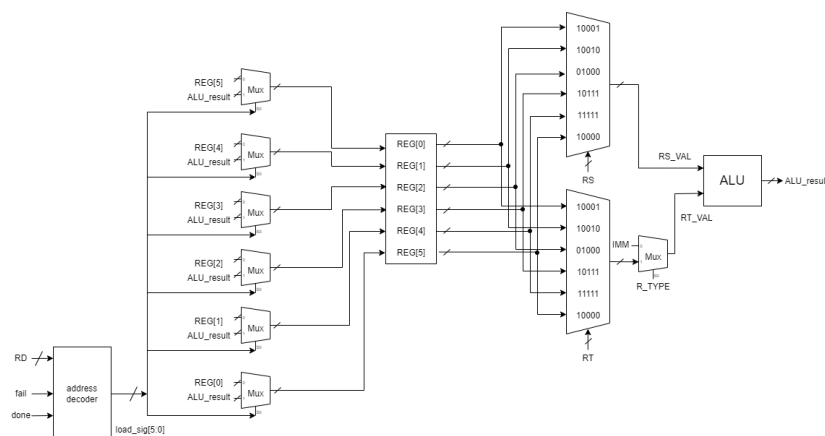 REG[5]
ALU_result
Mux
REG[4]
ALU_result
Mux
REG[3]
ALU_result
Mux
REG[2]
ALU_result
Mux
REG[1]
ALU_result
Mux
REG[0]
ALU_result
Mux
RD
fail
done
address
decoder
load_sig[5:0]
REG[0]
REG[1]
REG[2]
REG[3]
REG[4]
REG[5]
10001
10010
01000
10111
11111
10000
RS
10001
10010
01000
10111
11111
10000
RT
IMM
Mux
R_TYPE
RS_VAL
RT_VAL
ALU
ALU_resul